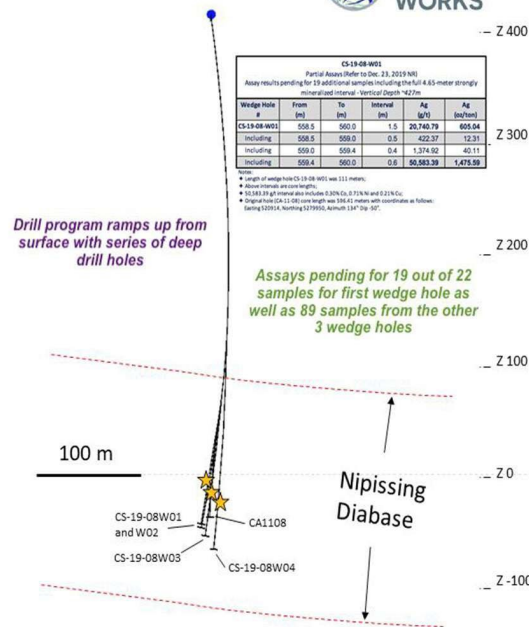 WORKS
Z 400
CS-19-08-W01
Partial Assays (Refer to Dec. 23, 2019 NR)
Assay results pending for 19 additional samples including the full 4.65-meter strongly
mineralized interval - Vertical Depth ~427m
Wedge Hole # From (m) To (m) Interval (m) Ag (g/t) Ag (oz/ton)
CS-19-08-W01 558.5 560.0 1.5 20,740.79 605.04
Including 558.5 559.0 0.5 422.37 12.31
Including 559.0 559.4 0.4 1,374.92 40.11
Including 559.4 560.0 0.6 50,583.39 1,475.59
Notes:
Length of wedge hole CS-19-08-W01 was 111 meters;
Above intervals are core lengths;
50,583.39 g/t interval also includes 0.30% Co, 0.71% Ni and 0.21% Cu;
Original hole (CA-11-08) core length was 596.41 meters with coordinates as follows:
Easting 520914, Northing 5279950, Azimuth 134° Dip -50°.
Z 300
Drill program ramps up from
surface with series of deep
drill holes
Z 200
Assays pending for 19 out of 22
samples for first wedge hole as
well as 89 samples from the other
3 wedge holes
Z 100
100 m
Z 0
Nipissing
Diabase
CS-19-08W01
and W02
CA1108
CS-19-08W03
CS-19-08W04
Z -100